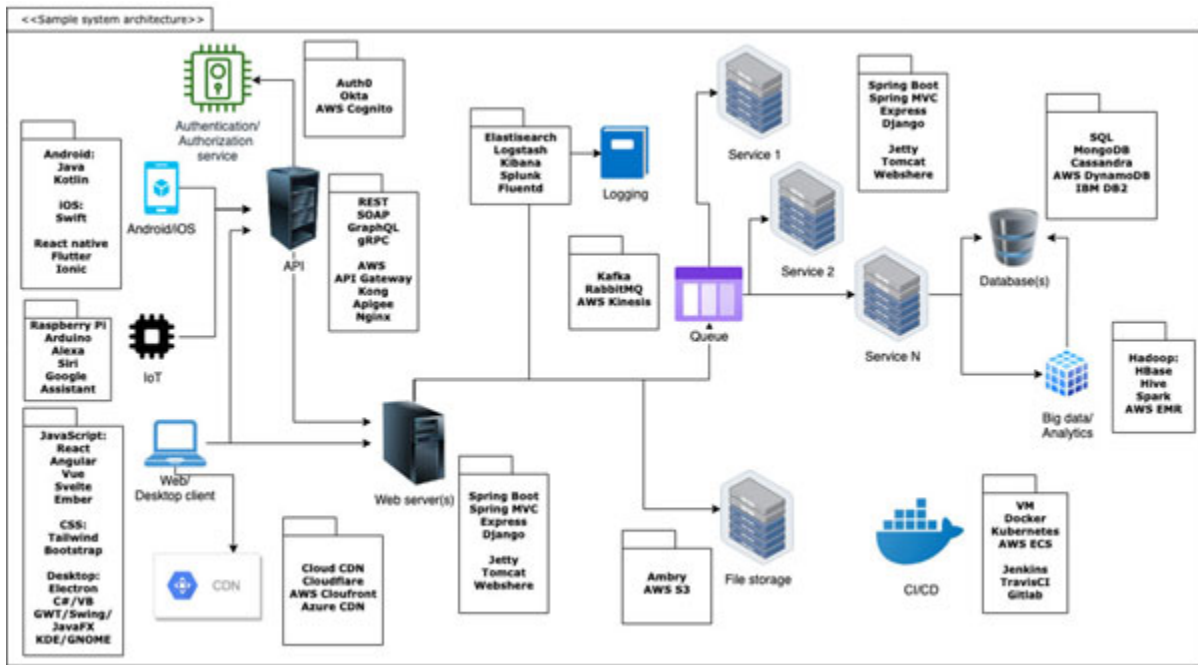 <<Sample system architecture>>
Authentication/
Authorization
service
Auth0
Okta
AWS Cognito
Android:
Java
Kotlin
iOS:
Swift
React native
Flutter
Ionic
Android/iOS
API
REST
SOAP
GraphQL
gRPC
AWS
API Gateway
Kong
Apigee
Nginx
Elastisearch
Logstash
Kibana
Splunk
Fluentd
Logging
Service 1
Spring Boot
Spring MVC
Express
Django
Jetty
Tomcat
Webshere
SQL
MongoDB
Cassandra
AWS DynamoDB
IBM DB2
Service 2
Database(s)
Kafka
RabbitMQ
AWS Kinesis
Queue
Service N
Raspberry Pi
Arduino
Alexa
Siri
Google
Assistant
IoT
Big data/
Analytics
Hadoop:
HBase
Hive
Spark
AWS EMR
JavaScript:
React
Angular
Vue
Svelte
Ember
CSS:
Tailwind
Bootstrap
Desktop:
Electron
C#/VB
GWT/Swing/
JavaFX
KDE/GNOME
Web/
Desktop client
CDN
Cloud CDN
Cloudflare
AWS Cloufront
Azure CDN
Web server(s)
Spring Boot
Spring MVC
Express
Django
Jetty
Tomcat
Webshere
Ambry
AWS S3
File storage
CI/CD
VM
Docker
Kubernetes
AWS ECS
Jenkins
TravisCI
Gitlab